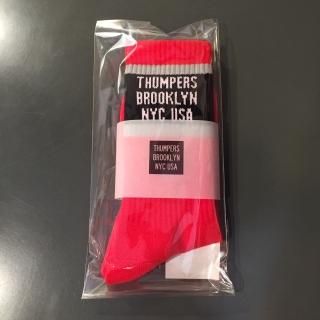 THUMPERS
BROOKLYN
NYC USA
THUMPERS
BROOKLYN
NYC USA